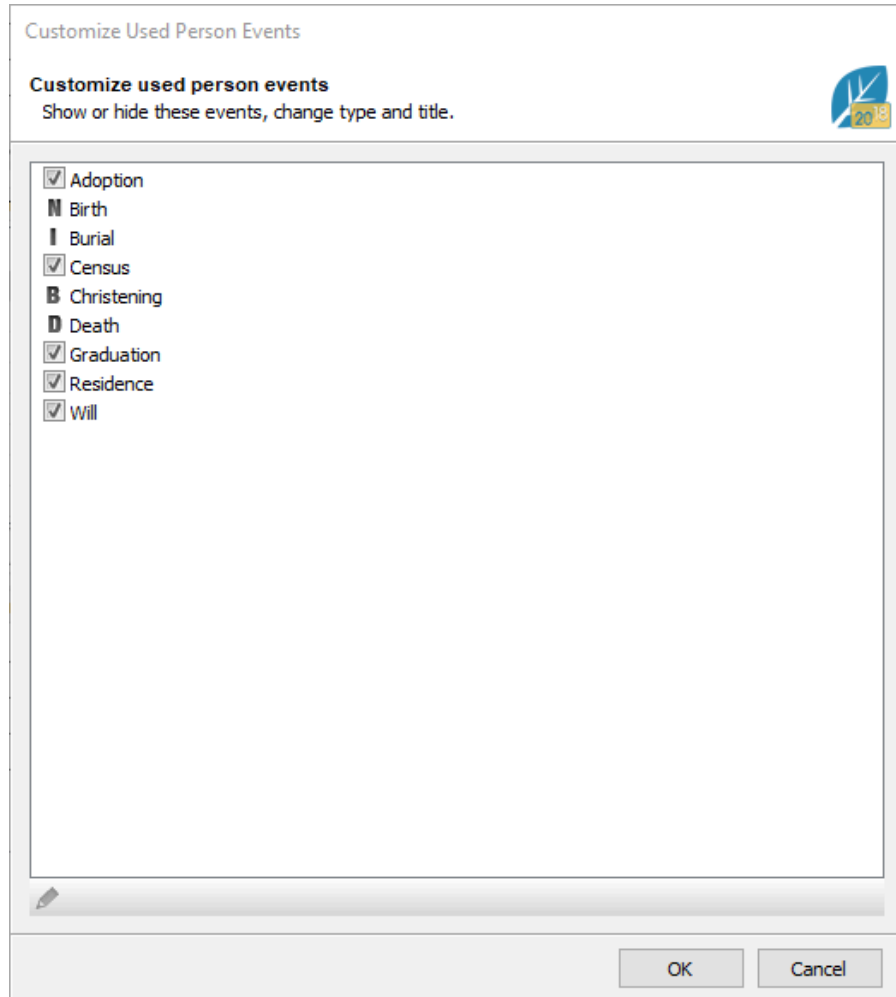 Customize Used Person Events
Customize used person events
Show or hide these events, change type and title.
2018
Adoption
N Birth
I Burial
Census
B Christening
D Death
Graduation
Residence
Will
OK Cancel